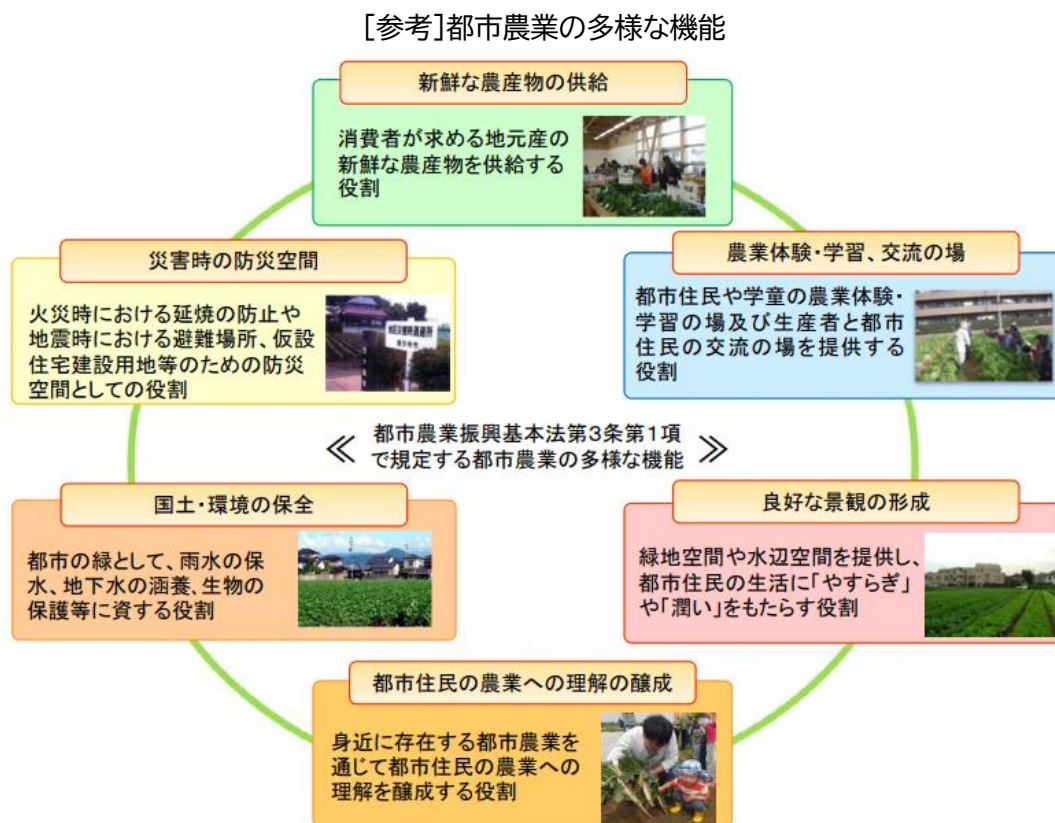 [参考]都市農業の多様な機能
新鮮な農産物の供給
消費者が求める地元産の
新鮮な農産物を供給する
役割
災害時の防災空間
火災時における延焼の防止や
地震時における避難場所、仮設
住宅建設用地等のための防災
空間としての役割
農業体験・学習、交流の場
都市住民や学童の農業体験・
学習の場及び生産者と都市
住民の交流の場を提供する
役割
≪ 都市農業振興基本法第3条第1項 ≫
で規定する都市農業の多様な機能
国土・環境の保全
都市の緑として、雨水の保
水、地下水の涵養、生物の
保護等に資する役割
良好な景観の形成
緑地空間や水辺空間を提供し、
都市住民の生活に「やすらぎ」
や「潤い」をもたらす役割
都市住民の農業への理解の醸成
身近に存在する都市農業を
通じて都市住民の農業への
理解を醸成する役割